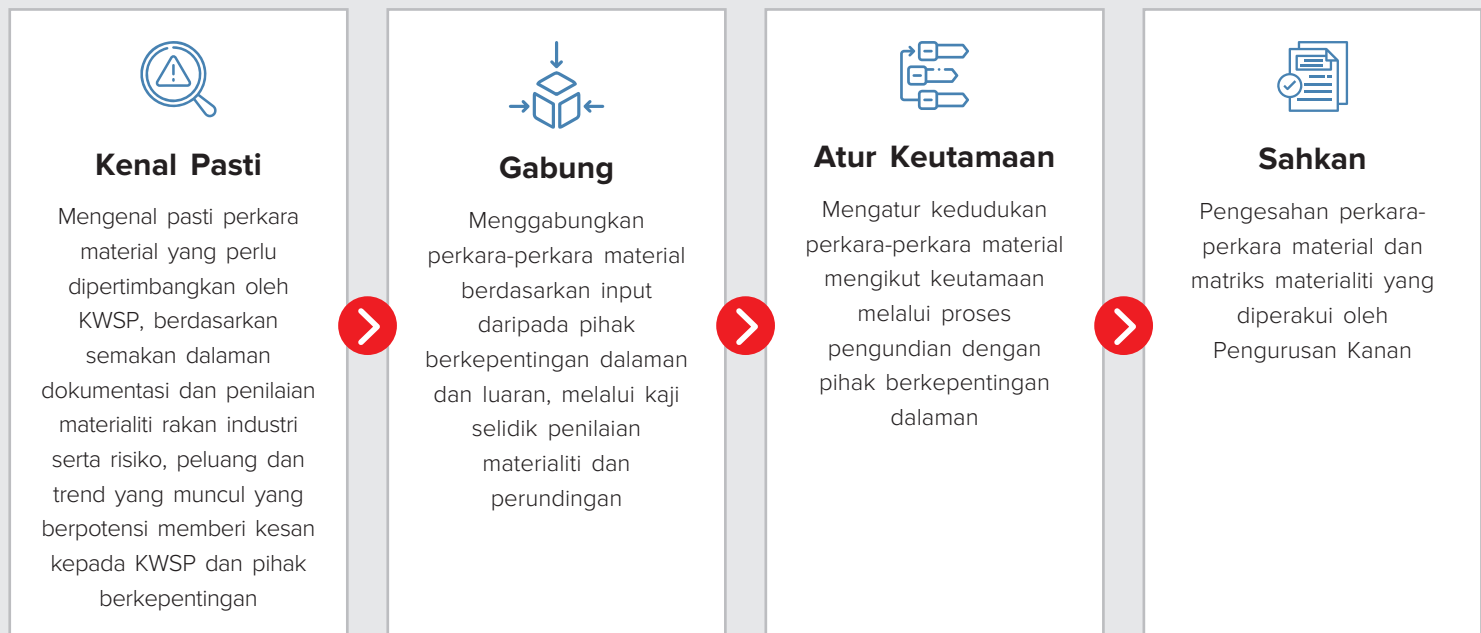 Kenal Pasti
Mengenal pasti perkara
material yang perlu
dipertimbangkan oleh
KWSP, berdasarkan
semakan dalaman
dokumentasi dan penilaian
materialiti rakan industri
serta risiko, peluang dan
trend yang muncul yang
berpotensi memberi kesan
kepada KWSP dan pihak
berkepentingan
Gabung
Menggabungkan
perkara-perkara material
berdasarkan input
daripada pihak
berkepentingan dalaman
dan luaran, melalui kaji
selidik penilaian
materialiti dan
perundingan
Atur Keutamaan
Mengatur kedudukan
perkara-perkara material
mengikut keutamaan
melalui proses
pengundian dengan
pihak berkepentingan
dalaman
Sahkan
Pengesahan perkara-
perkara material dan
matriks materialiti yang
diperakui oleh
Pengurusan Kanan